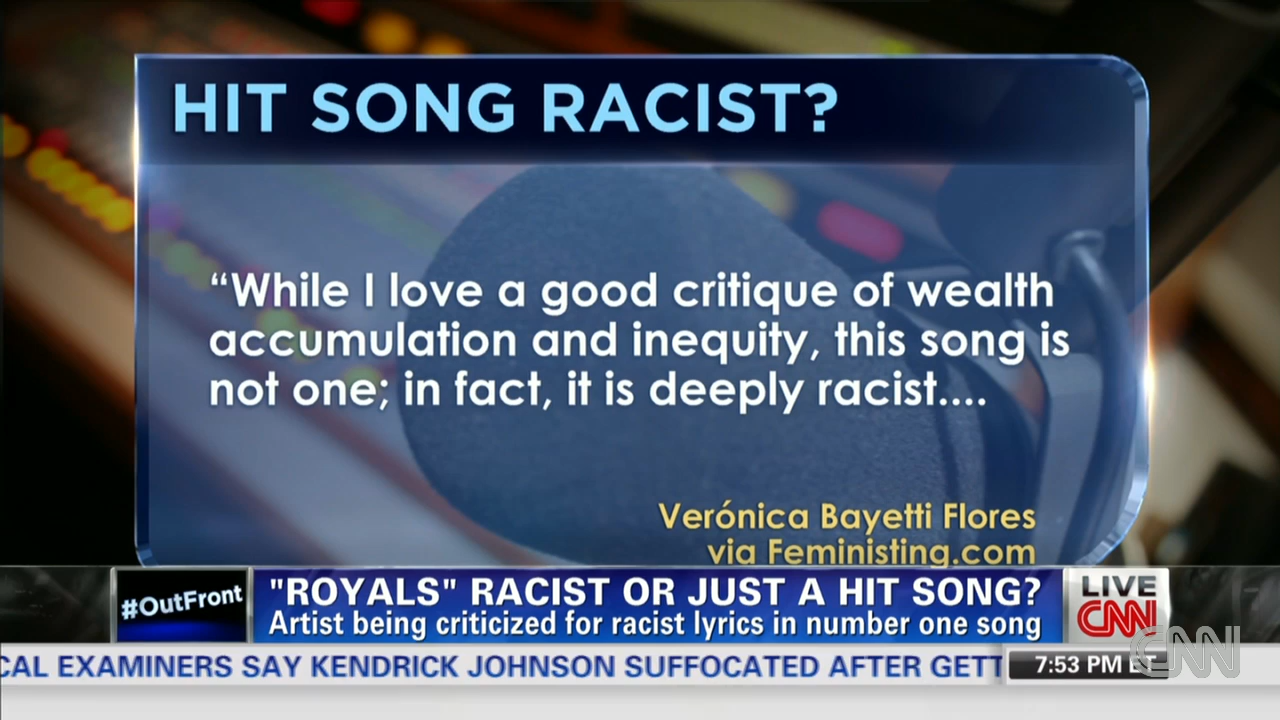 HIT SONG RACIST?
“While I love a good critique of wealth
accumulation and inequity, this song is
not one; in fact, it is deeply racist....
Verónica Bayetti Flores
via Feministing.com
#OutFront
"ROYALS" RACIST OR JUST A HIT SONG?
Artist being criticized for racist lyrics in number one song
LIVE
CNN
CAL EXAMINERS SAY KENDRICK JOHNSON SUFFOCATED AFTER GETT
7:53 PM ET
CNN